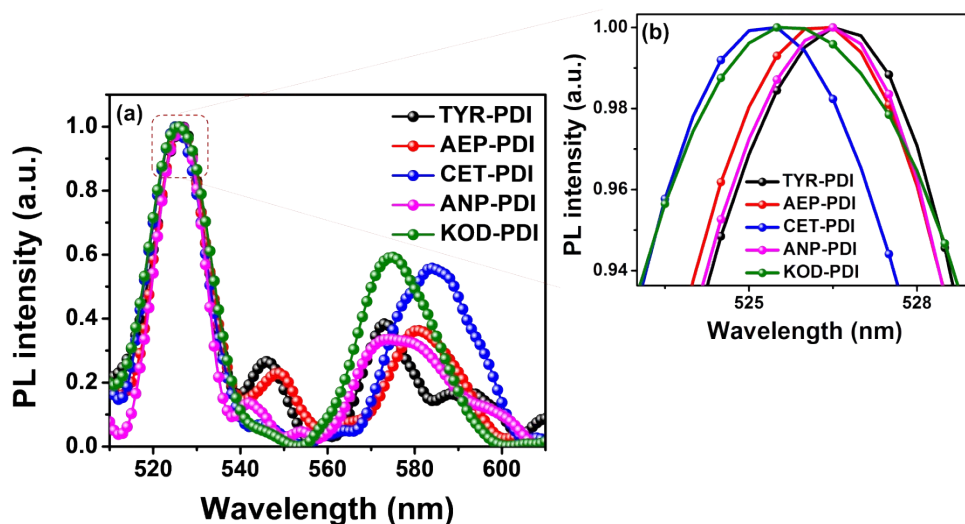 (a)
TYR-PDI
AEP-PDI
CET-PDI
ANP-PDI
KOD-PDI
PL intensity (a.u.)
1.0
0.8
0.6
0.4
0.2
0.0
520 540 560 580 600
Wavelength (nm)
(b)
TYR-PDI
AEP-PDI
CET-PDI
ANP-PDI
KOD-PDI
PL intensity (a.u.)
1.00
0.98
0.96
0.94
525 528
Wavelength (nm)